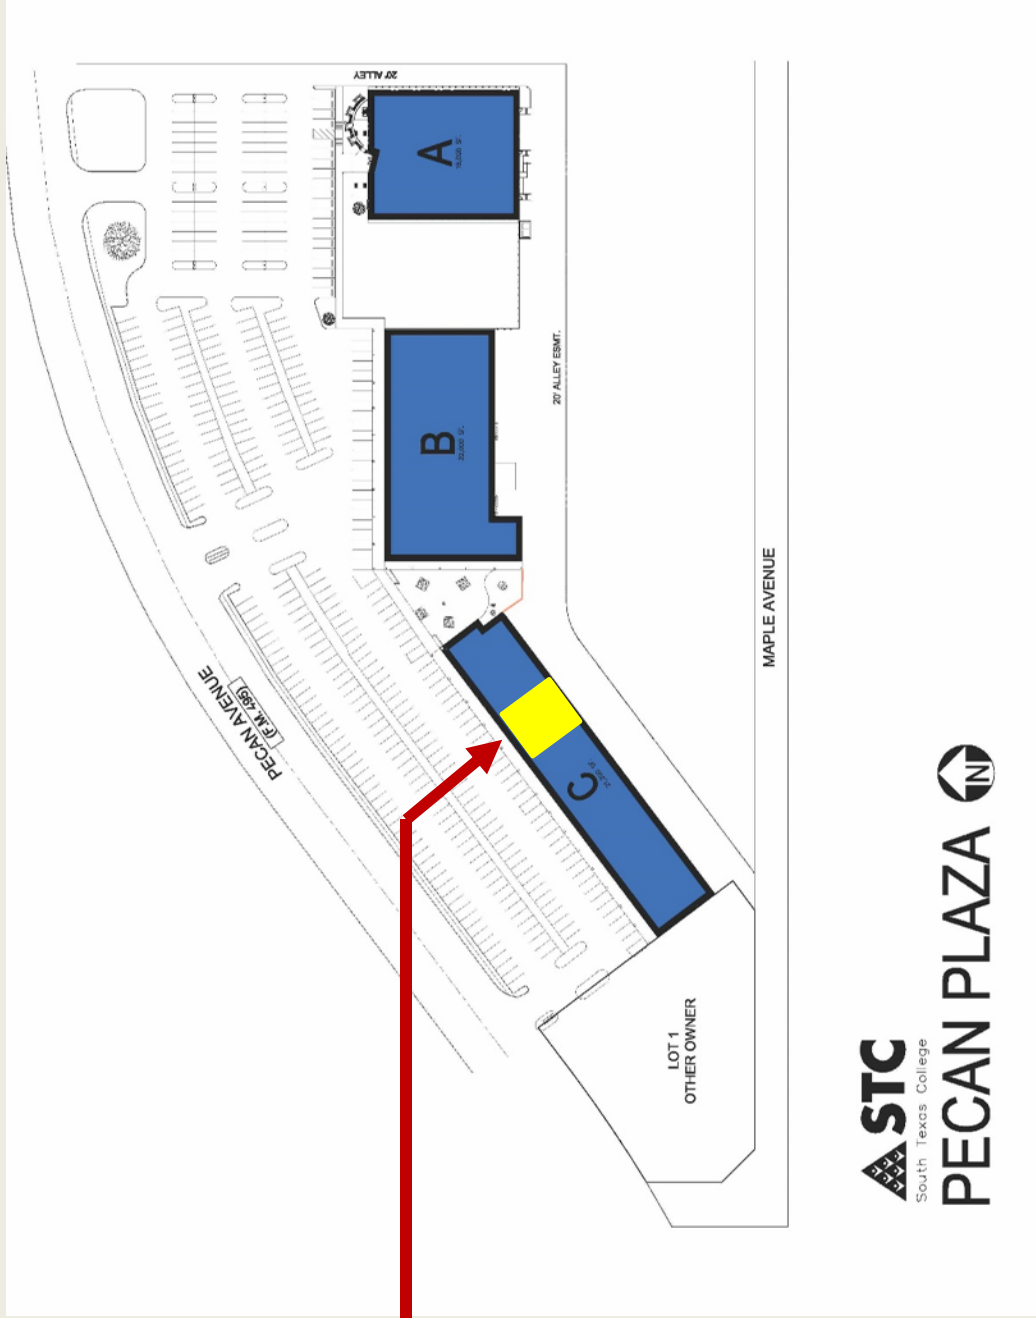 20' ALLEY
A
B
20' ALLEY ESMT.
PECAN AVENUE
(F.M. 495)
C
MAPLE AVENUE
LOT 1
OTHER OWNER
STC
South Texas College
PECAN PLAZA
N